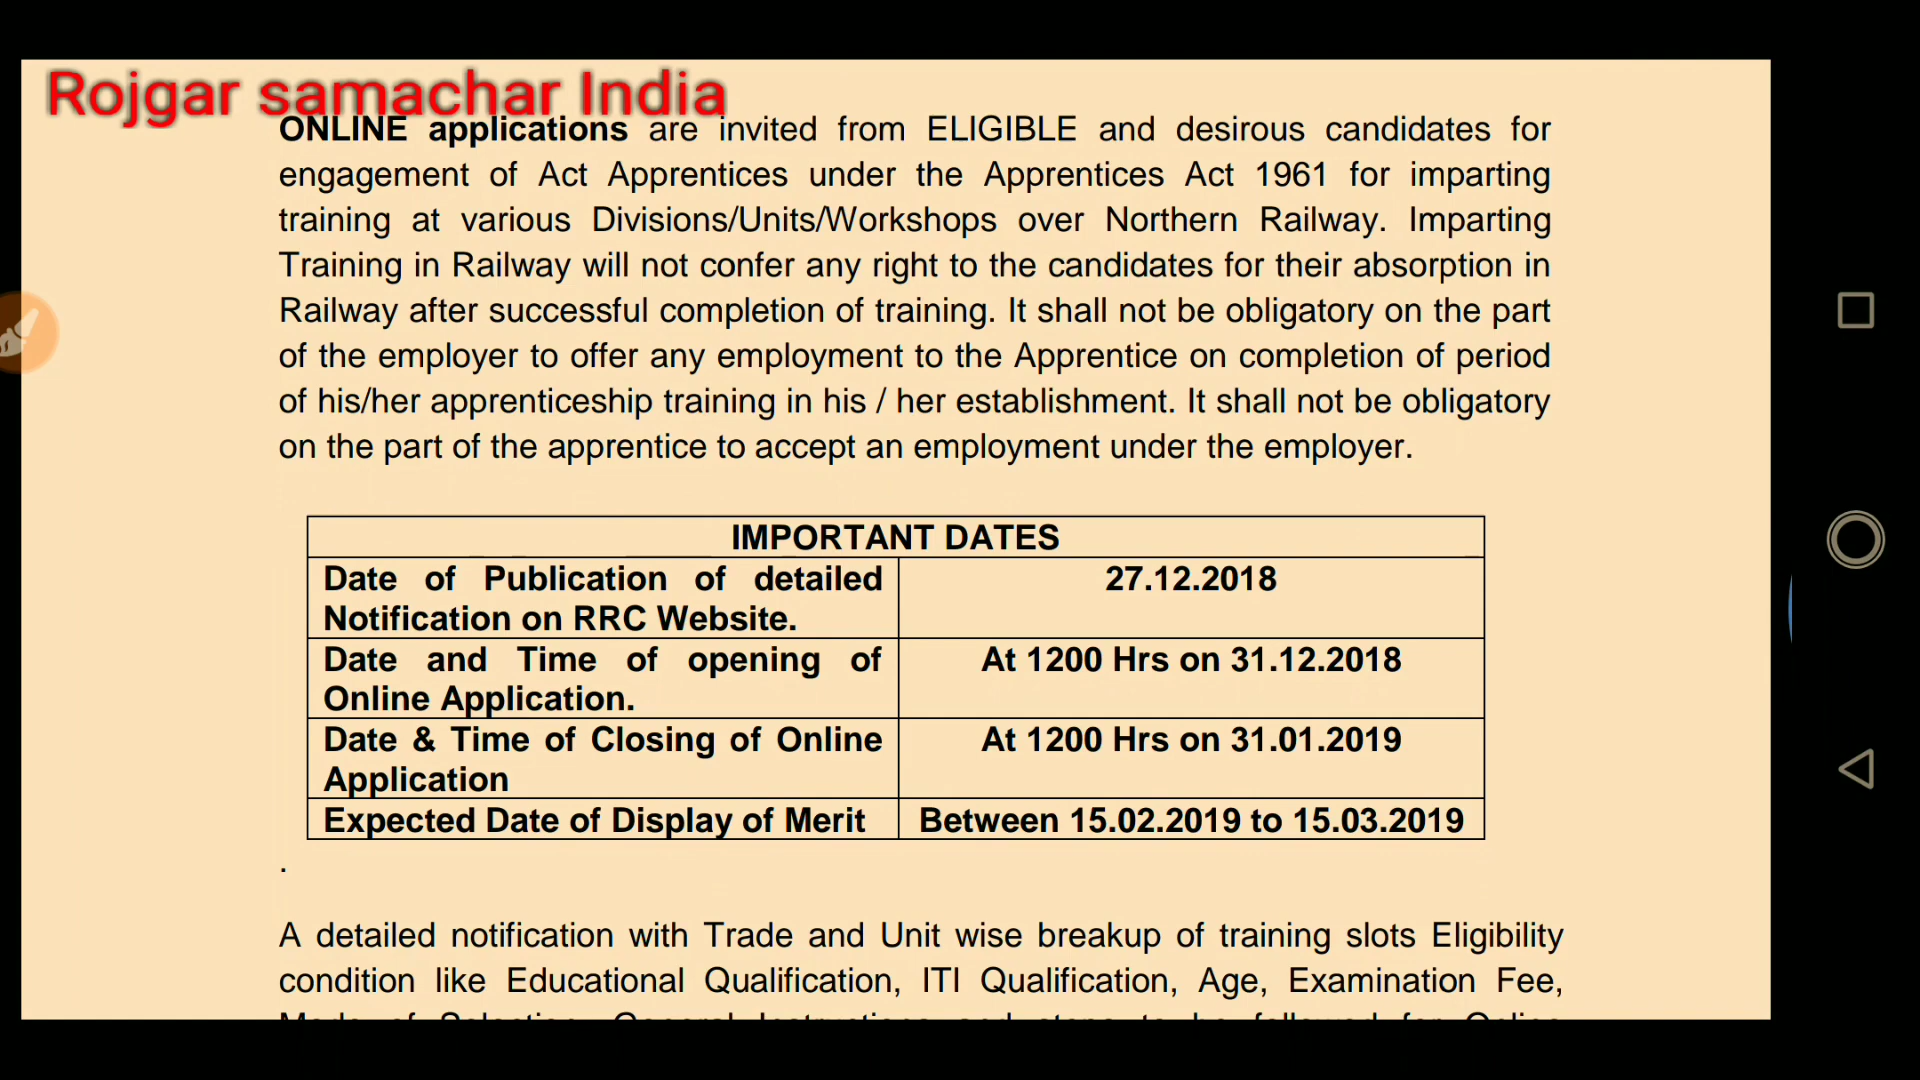 Rojgar samachar India
ONLINE applications are invited from ELIGIBLE and desirous candidates for
engagement of Act Apprentices under the Apprentices Act 1961 for imparting
training at various Divisions/Units/Workshops over Northern Railway. Imparting
Training in Railway will not confer any right to the candidates for their absorption in
Railway after successful completion of training. It shall not be obligatory on the part
of the employer to offer any employment to the Apprentice on completion of period
of his/her apprenticeship training in his / her establishment. It shall not be obligatory
on the part of the apprentice to accept an employment under the employer.
IMPORTANT DATES
Date of Publication of detailed
Notification on RRC Website.
27.12.2018
Date and Time of opening of
Online Application.
At 1200 Hrs on 31.12.2018
Date & Time of Closing of Online
Application
At 1200 Hrs on 31.01.2019
Expected Date of Display of Merit
Between 15.02.2019 to 15.03.2019
.
A detailed notification with Trade and Unit wise breakup of training slots Eligibility
condition like Educational Qualification, ITI Qualification, Age, Examination Fee,